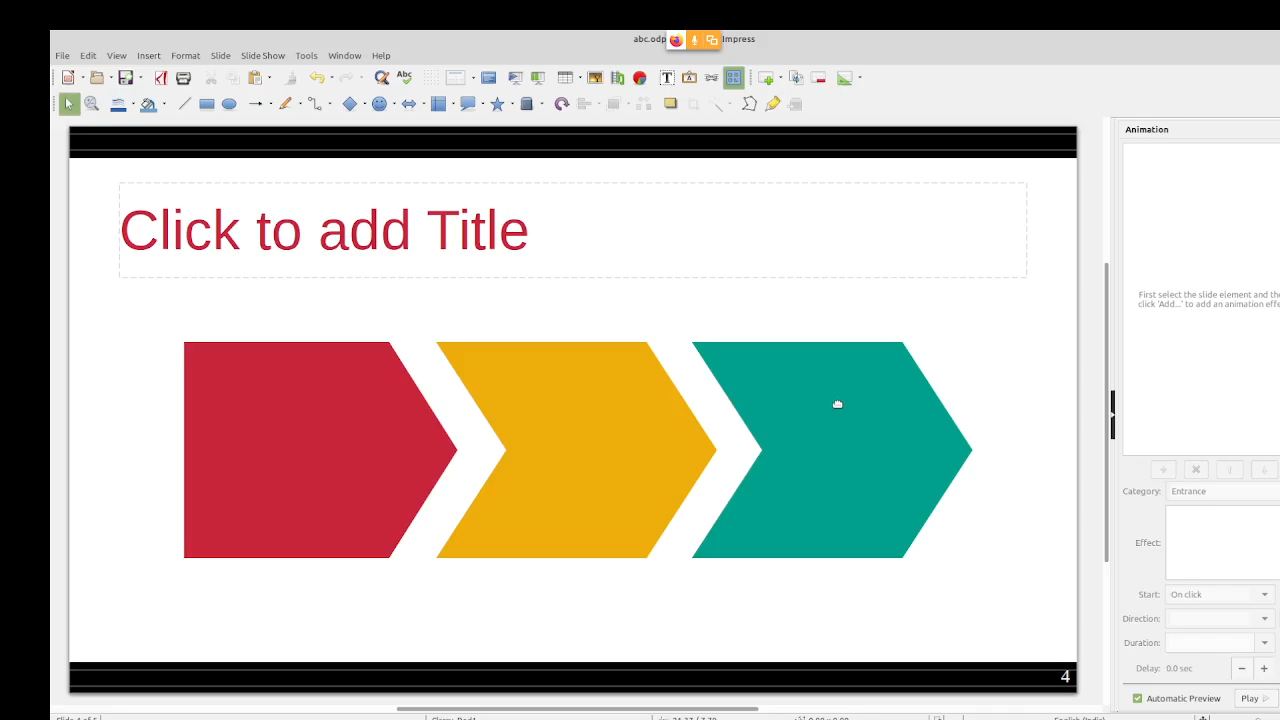 abc.odp
Impress
File Edit View Insert Format Slide Slide Show Tools Window Help
Abc
T
Animation
Click to add Title
First select the slide element and the
click 'Add...' to add an animation effe
Category: Entrance
Effect:
Start: On click
Direction:
Duration:
Delay: 0.0 sec
4
Automatic Preview Play